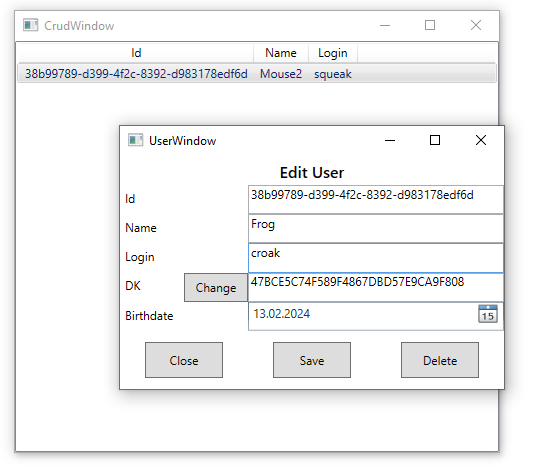 CrudWindow
Id Name Login
38b99789-d399-4f2c-8392-d983178edf6d Mouse2 squeak
UserWindow
Edit User
Id 38b99789-d399-4f2c-8392-d983178edf6d
Name Frog
Login croak
DK Change 47BCE5C74F589F4867DBD57E9CA9F808
Birthdate 13.02.2024 15
Close Save Delete